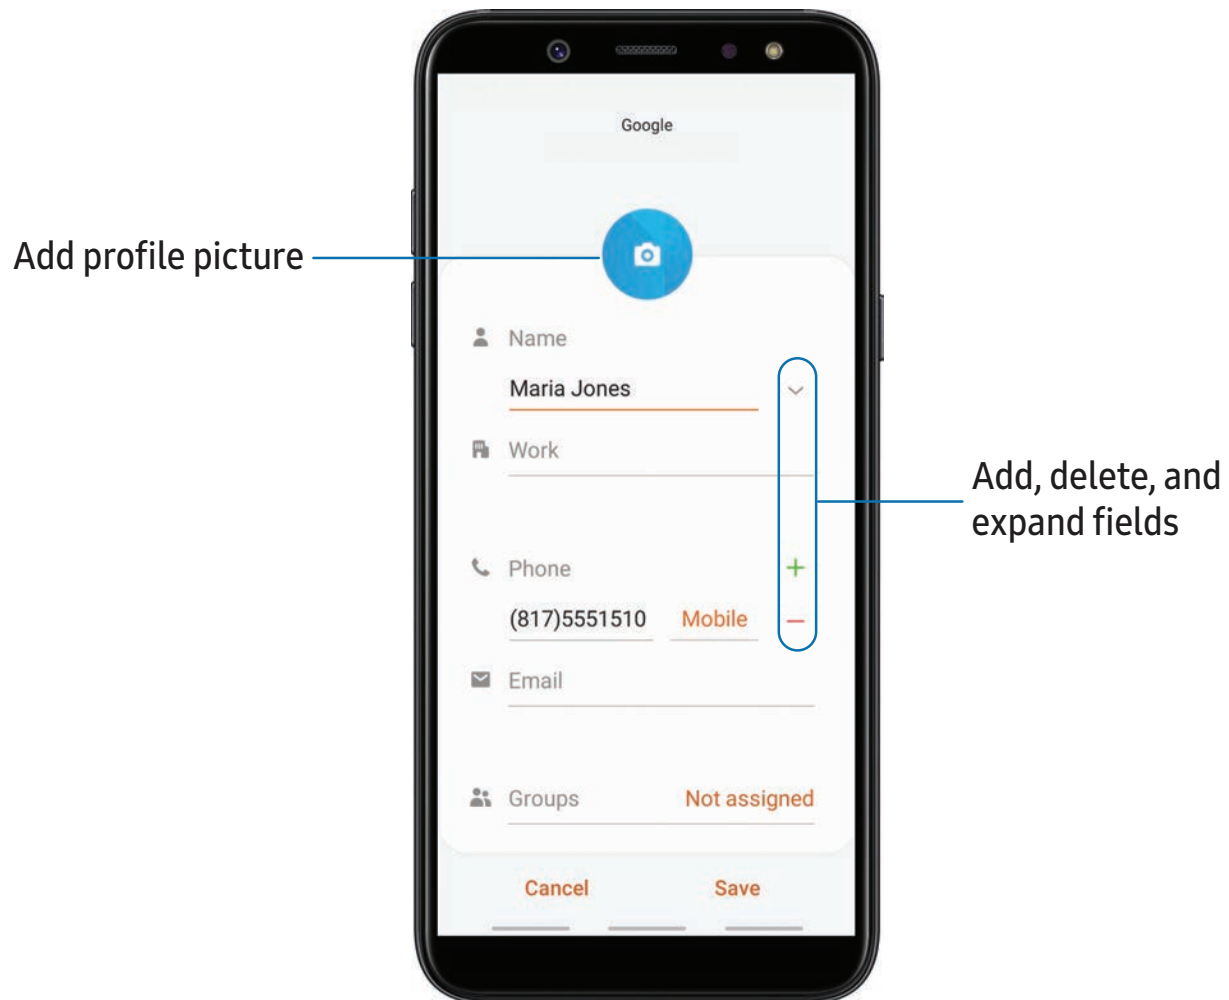 Google
Add profile picture
Name
Maria Jones
Work
Add, delete, and
expand fields
Phone
(817)5551510 Mobile
Email
Groups Not assigned
Cancel Save